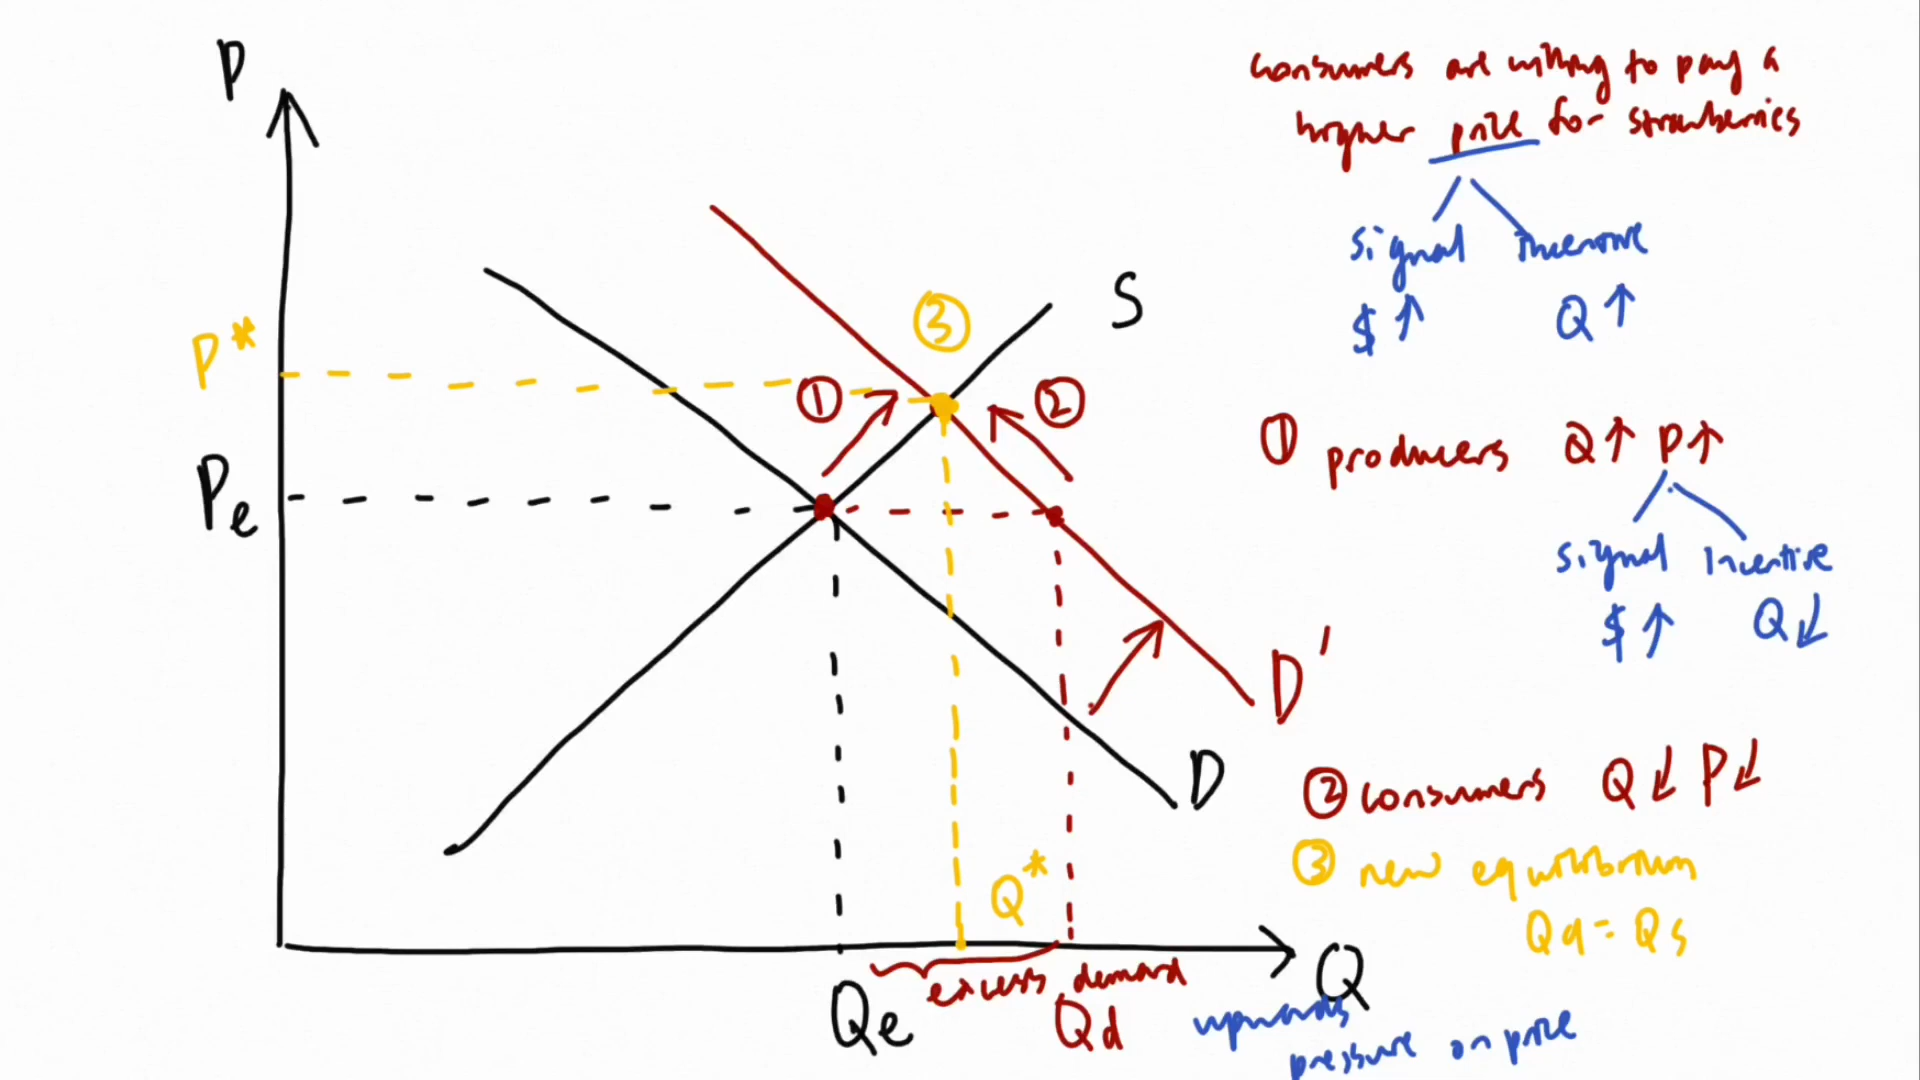 P
consumers are willing to pay a
higher price for strawberries
signal incentive
$↑ Q↑
S
P*
③
① ②
① producers Q↑ P↑
Pe
signal incentive
$↑ Q↓
D'
D
② consumers Q↓ P↓
③ new equilibrium
Qd = Qs
Q*
Q
excess demand
Qe Qd
upwards
pressure on price